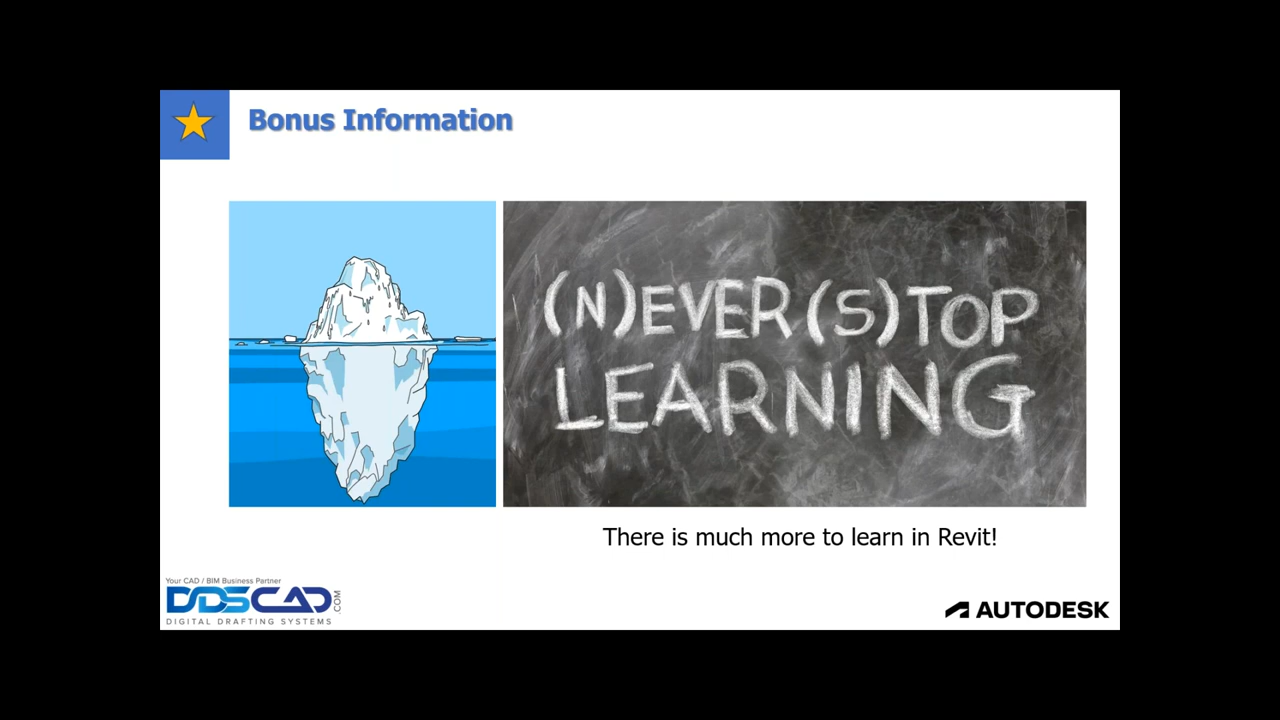 Bonus Information
(N)EVER (S)TOP
LEARNING
There is much more to learn in Revit!
Your CAD / BIM Business Partner
DDSCAD.COM
DIGITAL DRAFTING SYSTEMS
AUTODESK